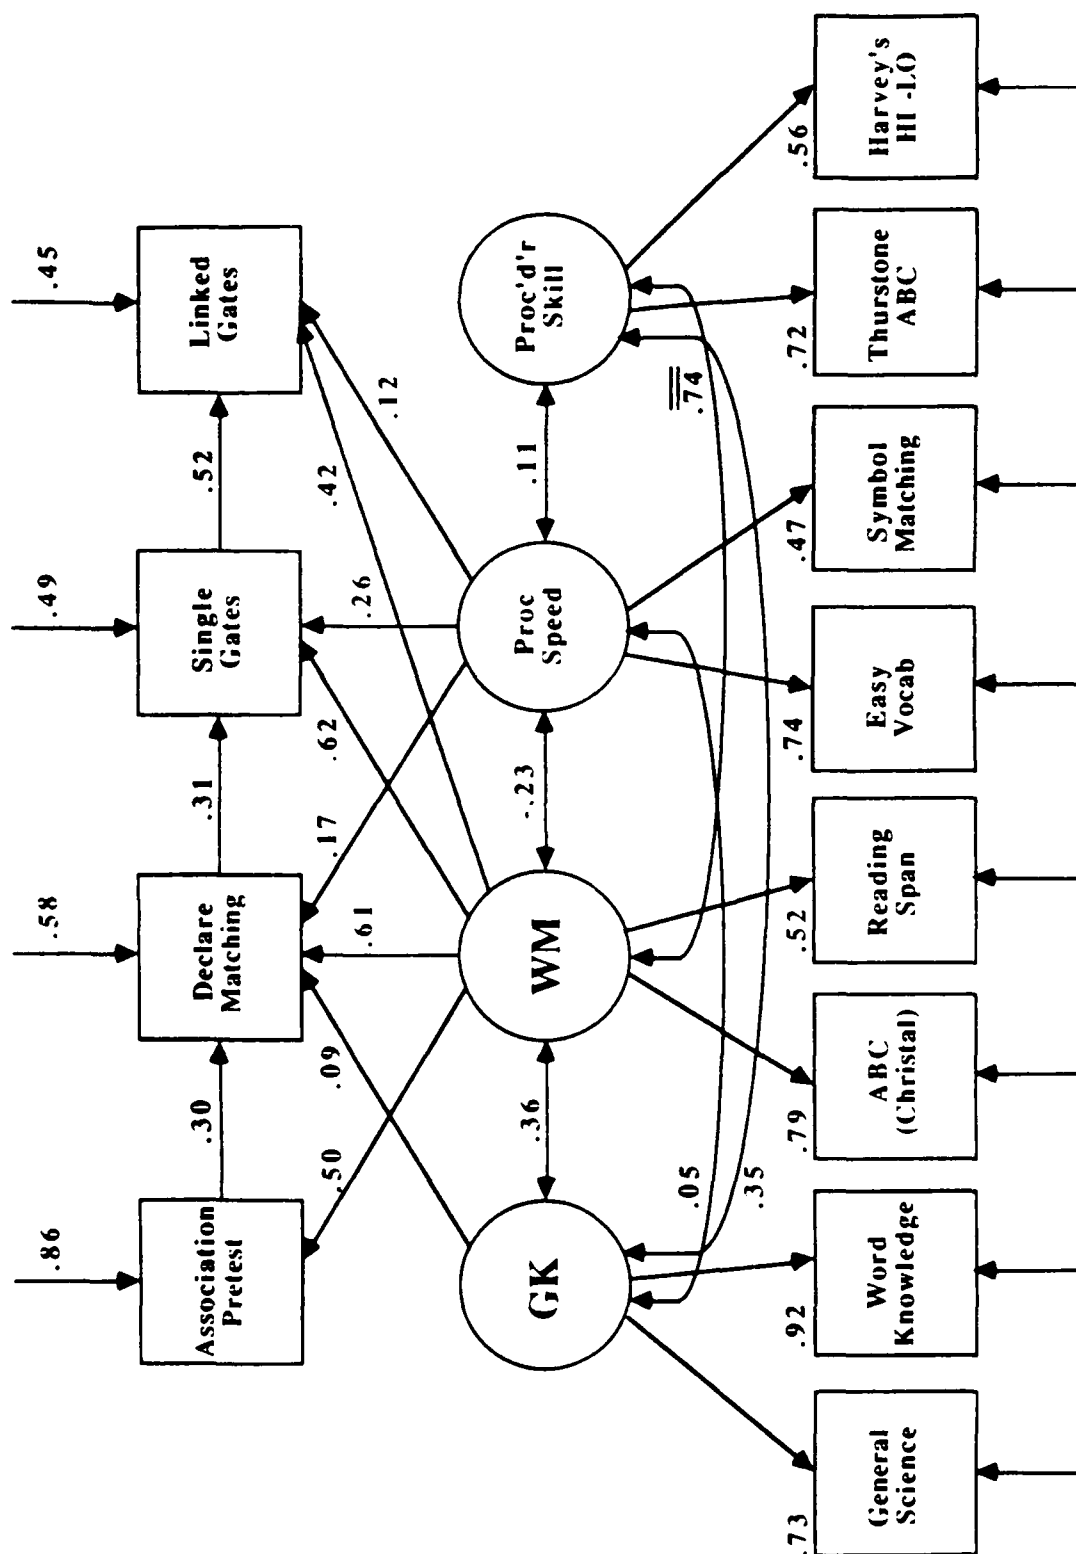 .86
.58
.49
.45
Association
Pretest
.30
Declare
Matching
.31
Single
Gates
.52
Linked
Gates
.50
.09
.61
.17
.62
.26
.42
.12
GK
.36
WM
-.23
Proc
Speed
.11
Proc'd'r
Skill
.05
.35
.74
.73
.92
.79
.52
.74
.47
.72
.56
General
Science
Word
Knowledge
ABC
(Christal)
Reading
Span
Easy
Vocab
Symbol
Matching
Thurstone
ABC
Harvey's
HI -LO